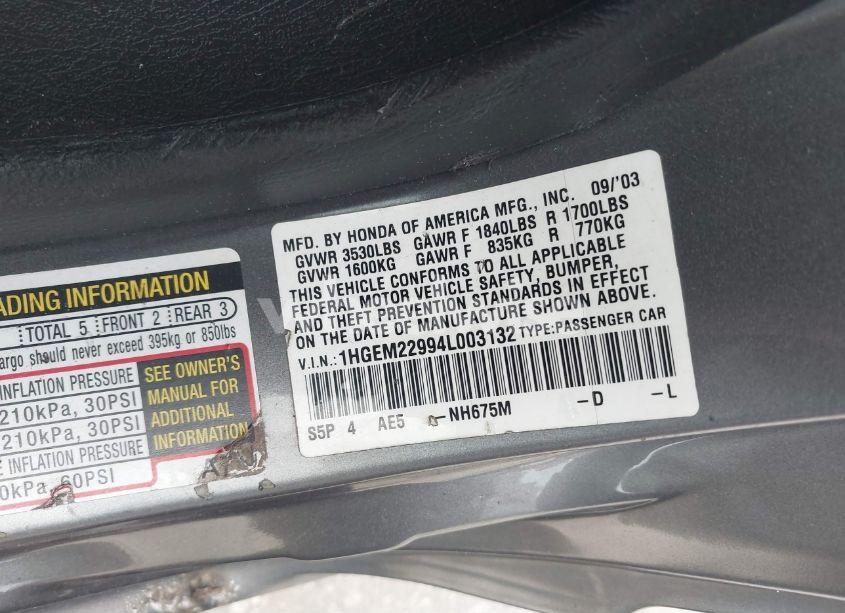 MFD. BY HONDA OF AMERICA MFG., INC. 09/'03
GVWR 3530LBS GAWR F 1840LBS R 1700LBS
GVWR 1600KG GAWR F 835KG R 770KG
THIS VEHICLE CONFORMS TO ALL APPLICABLE
FEDERAL MOTOR VEHICLE SAFETY, BUMPER,
AND THEFT PREVENTION STANDARDS IN EFFECT
ON THE DATE OF MANUFACTURE SHOWN ABOVE.
V.I.N.: 1HGEM22994L003132 TYPE: PASSENGER CAR
S5P 4 AE5 -NH675M -D -L
ADING INFORMATION
TOTAL 5 FRONT 2 REAR 3
argo should never exceed 395kg or 850lbs
INFLATION PRESSURE
210kPa, 30PSI
210kPa, 30PSI
E INFLATION PRESSURE
0kPa, 60PSI
SEE OWNER'S
MANUAL FOR
ADDITIONAL
INFORMATION